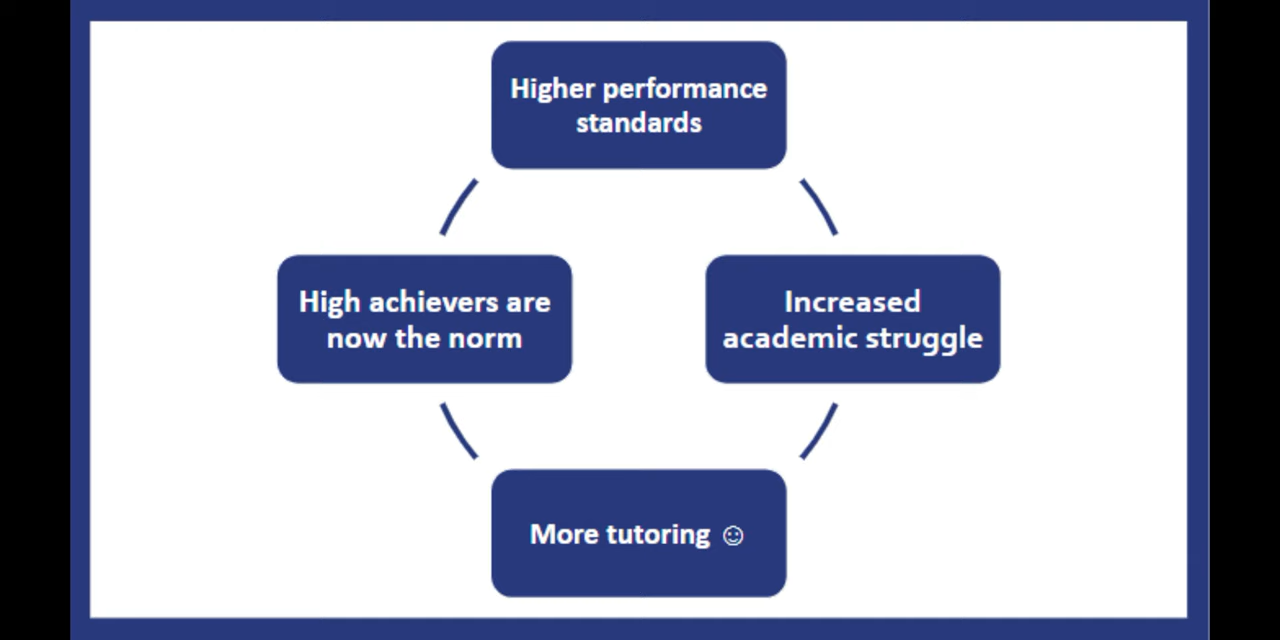 Higher performance
standards
High achievers are
now the norm
Increased
academic struggle
More tutoring ☺